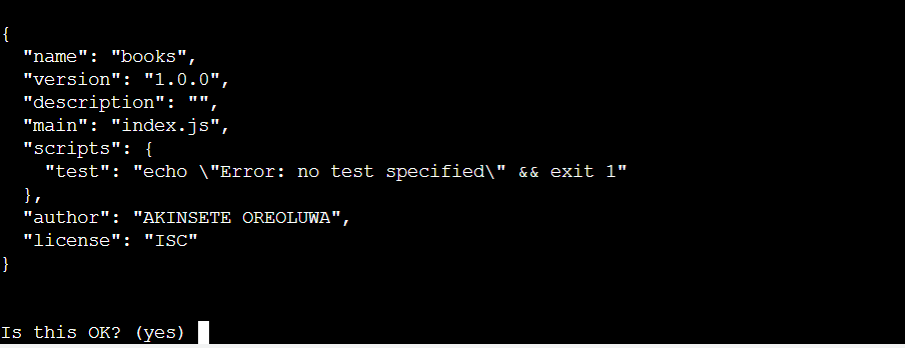 {
  "name": "books",
  "version": "1.0.0",
  "description": "",
  "main": "index.js",
  "scripts": {
    "test": "echo \"Error: no test specified\" && exit 1"
  },
  "author": "AKINSETE OREOLUWA",
  "license": "ISC"
}
Is this OK? (yes)